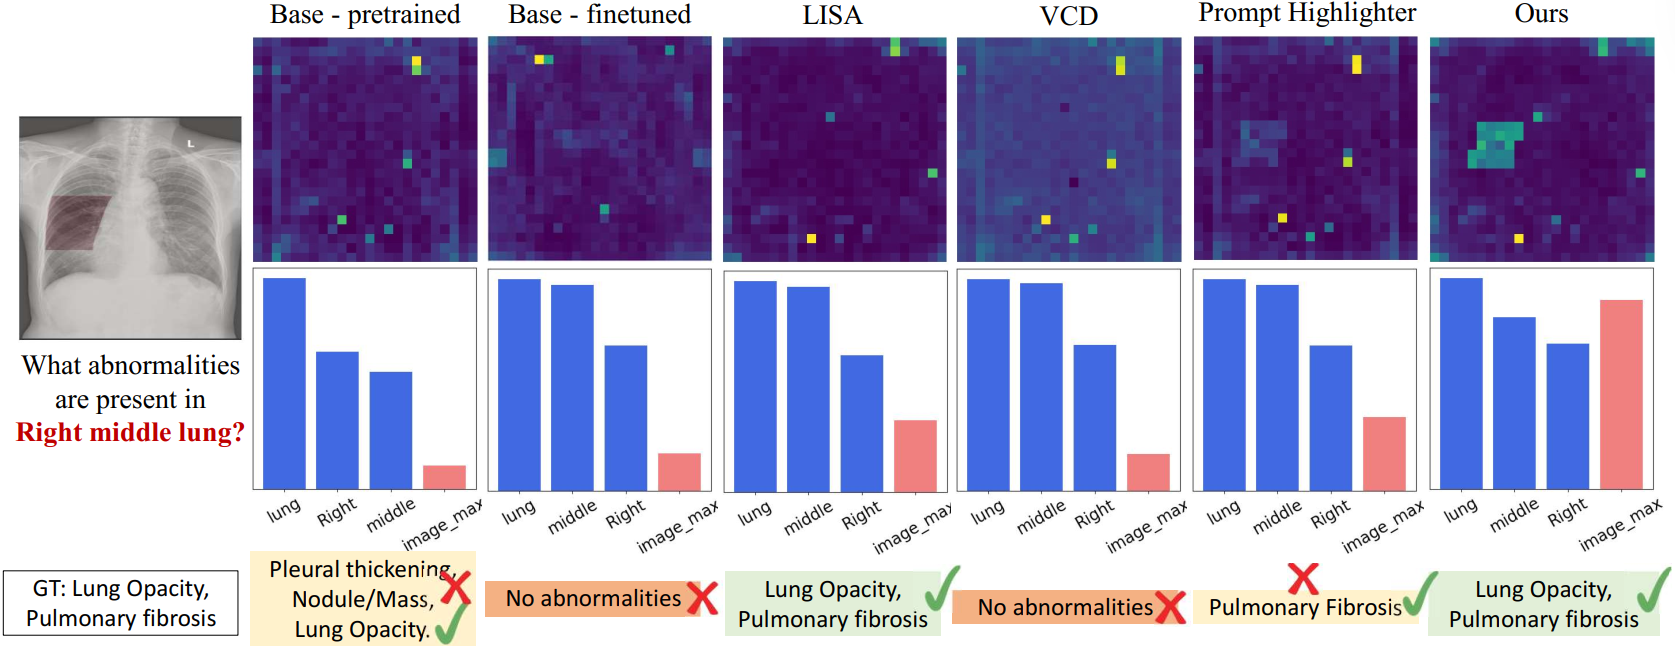 Base - pretrained
Base - finetuned
LISA
VCD
Prompt Highlighter
Ours
L
What abnormalities
are present in
Right middle lung?
lung
Right
middle
image_max
lung
middle
Right
image_max
lung
middle
Right
image_max
lung
middle
Right
image_max
lung
middle
Right
image_max
lung
middle
Right
image_max
GT: Lung Opacity,
Pulmonary fibrosis
Pleural thickening,
Nodule/Mass,
Lung Opacity.
No abnormalities
Lung Opacity,
Pulmonary fibrosis
No abnormalities
Pulmonary Fibrosis
Lung Opacity,
Pulmonary fibrosis